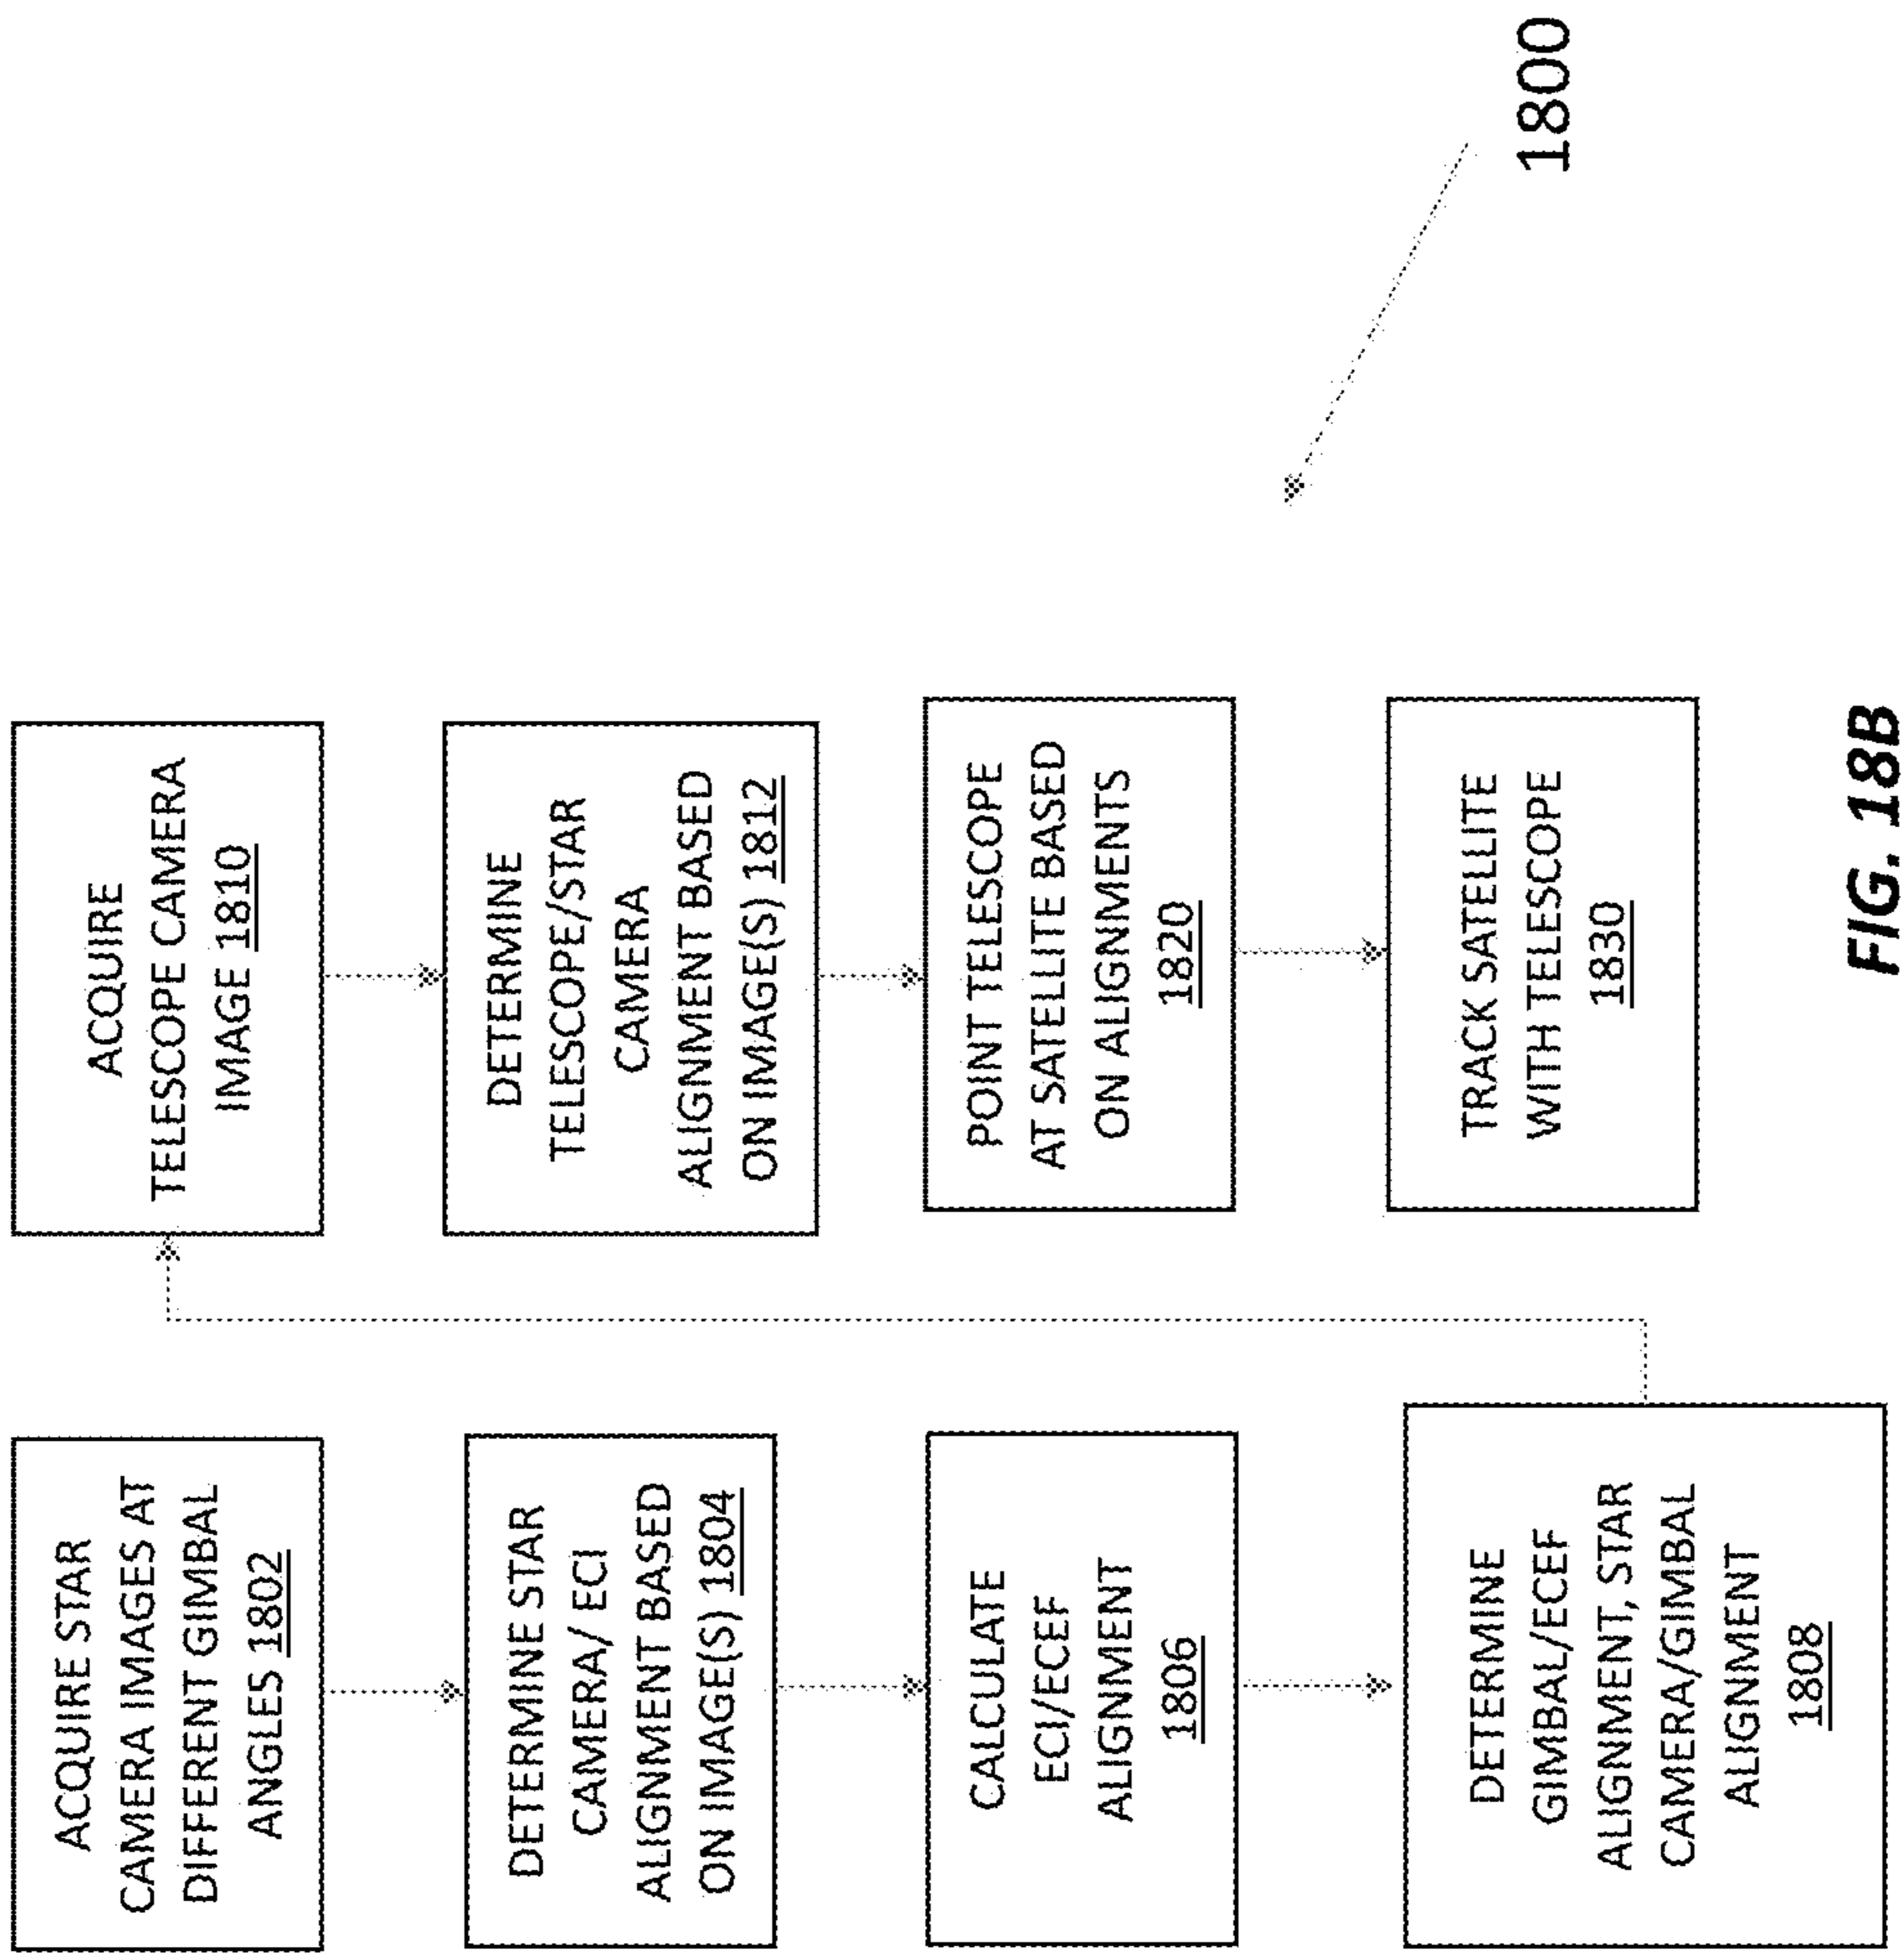 ACQUIRE STAR
CAMERA IMAGES AT
DIFFERENT GIMBAL
ANGLES 1802
DETERMINE STAR
CAMERA/ ECI
ALIGNMENT BASED
ON IMAGE(S) 1804
CALCULATE
ECI/ECEF
ALIGNMENT
1806
DETERMINE
GIMBAL/ECEF
ALIGNMENT, STAR
CAMERA/GIMBAL
ALIGNMENT
1808
ACQUIRE
TELESCOPE CAMERA
IMAGE 1810
DETERMINE
TELESCOPE/STAR
CAMERA
ALIGNMENT BASED
ON IMAGE(S) 1812
POINT TELESCOPE
AT SATELLITE BASED
ON ALIGNMENTS
1820
TRACK SATELLITE
WITH TELESCOPE
1830
1800
FIG. 18B